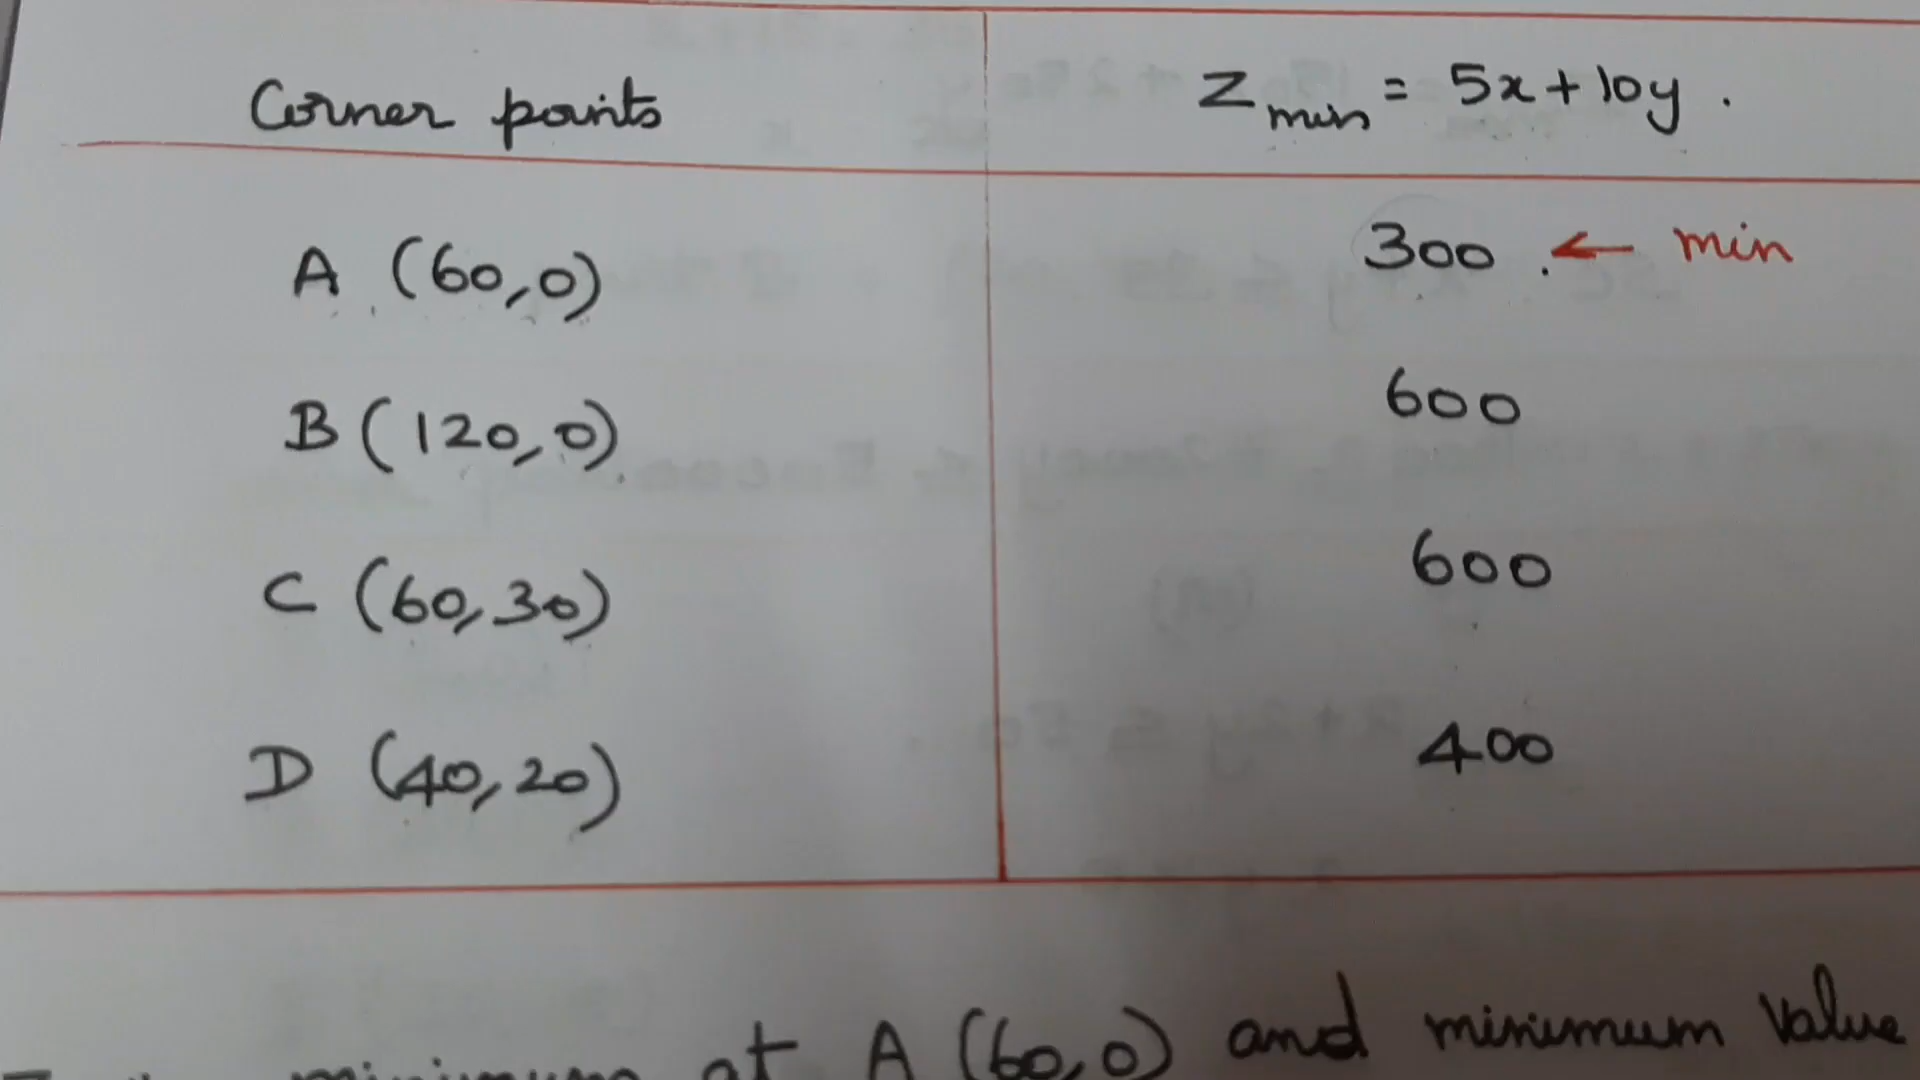 Corner points Zmin = 5x + 10y .
A (60,0) 300 . ← min
B (120,0) 600
C (60,30) 600
D (40,20) 400
minimum at A (60,0) and minimum value